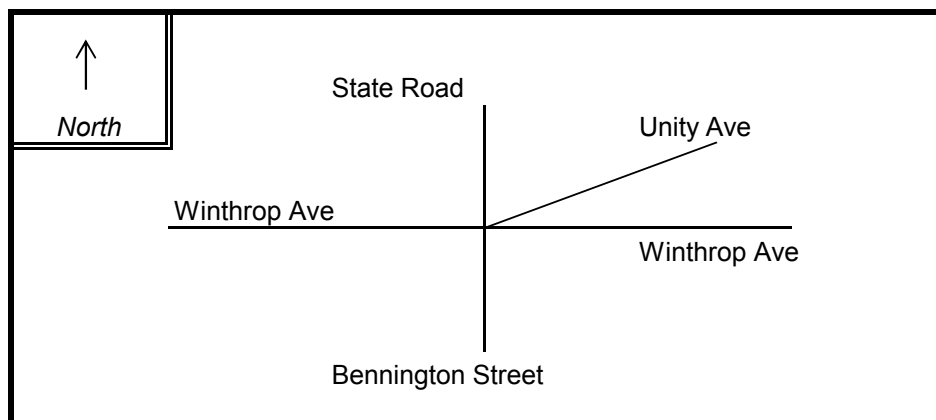 North
State Road
Unity Ave
Winthrop Ave
Winthrop Ave
Bennington Street